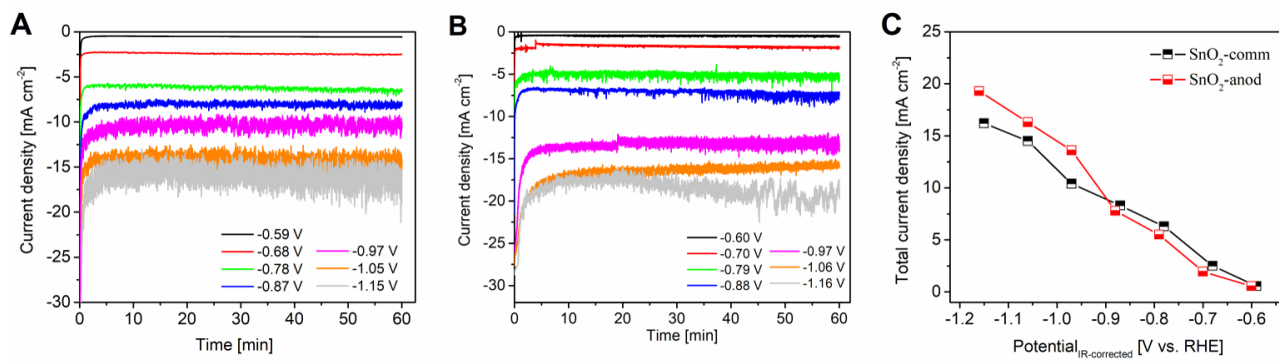 A
Current density [mA cm⁻²]
0
-5
-10
-15
-20
-25
-30
0 10 20 30 40 50 60
Time [min]
-0.59 V
-0.68 V
-0.78 V
-0.87 V
-0.97 V
-1.05 V
-1.15 V
B
Current density [mA cm⁻²]
0
-5
-10
-15
-20
-25
-30
0 10 20 30 40 50 60
Time [min]
-0.60 V
-0.70 V
-0.79 V
-0.88 V
-0.97 V
-1.06 V
-1.16 V
C
Total current density [mA cm⁻²]
25
20
15
10
5
0
-1.2 -1.1 -1.0 -0.9 -0.8 -0.7 -0.6
Potential_IR-corrected [V vs. RHE]
SnO₂-comm
SnO₂-anod